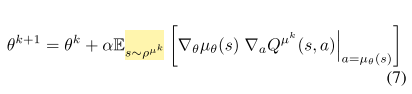 θ^{k+1} = θ^k + α𝔼_{s∼ρ^{μ^k}} [ ∇_θ μ_θ(s) ∇_a Q^{μ^k}(s, a)|_{a=μ_θ(s)} ]
(7)